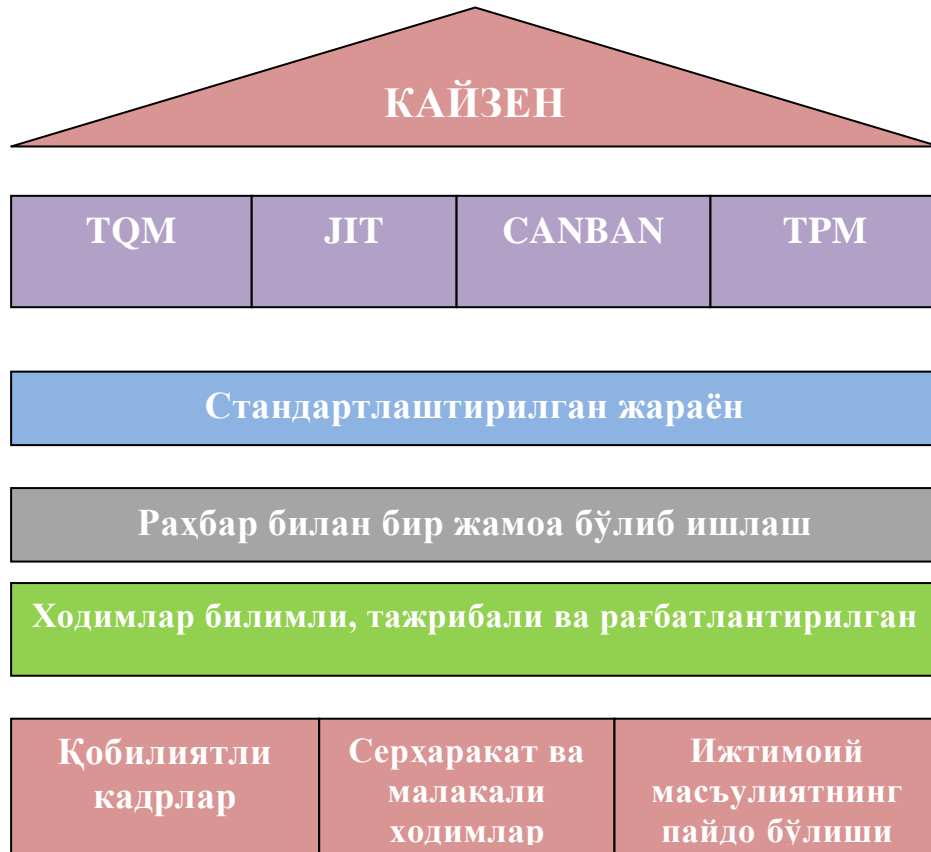 КАЙЗЕН
TQM
JIT
CANBAN
TPM
Стандартлаштирилган жараён
Раҳбар билан бир жамоа бўлиб ишлаш
Ходимлар билимли, тажрибали ва рағбатлантирилган
Қобилиятли
кадрлар
Серҳаракат ва
малакали
ходимлар
Ижтимоий
масъулиятнинг
пайдо бўлиши